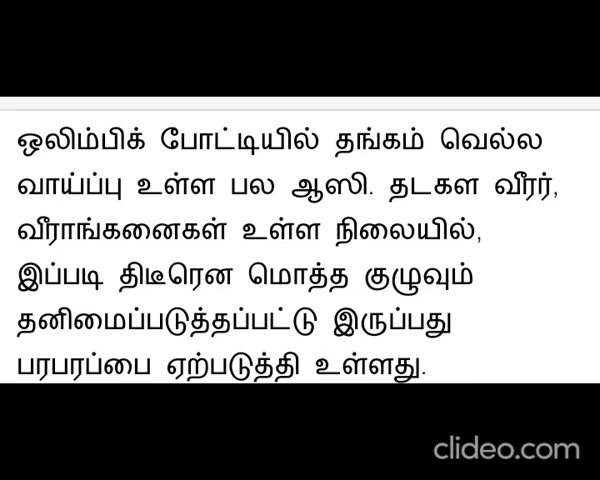 ஒலிம்பிக் போட்டியில் தங்கம் வெல்ல
வாய்ப்பு உள்ள பல ஆஸி. தடகள வீரர்,
வீராங்கனைகள் உள்ள நிலையில்,
இப்படி திடீரென மொத்த குழுவும்
தனிமைப்படுத்தப்பட்டு இருப்பது
பரபரப்பை ஏற்படுத்தி உள்ளது.
clideo.com